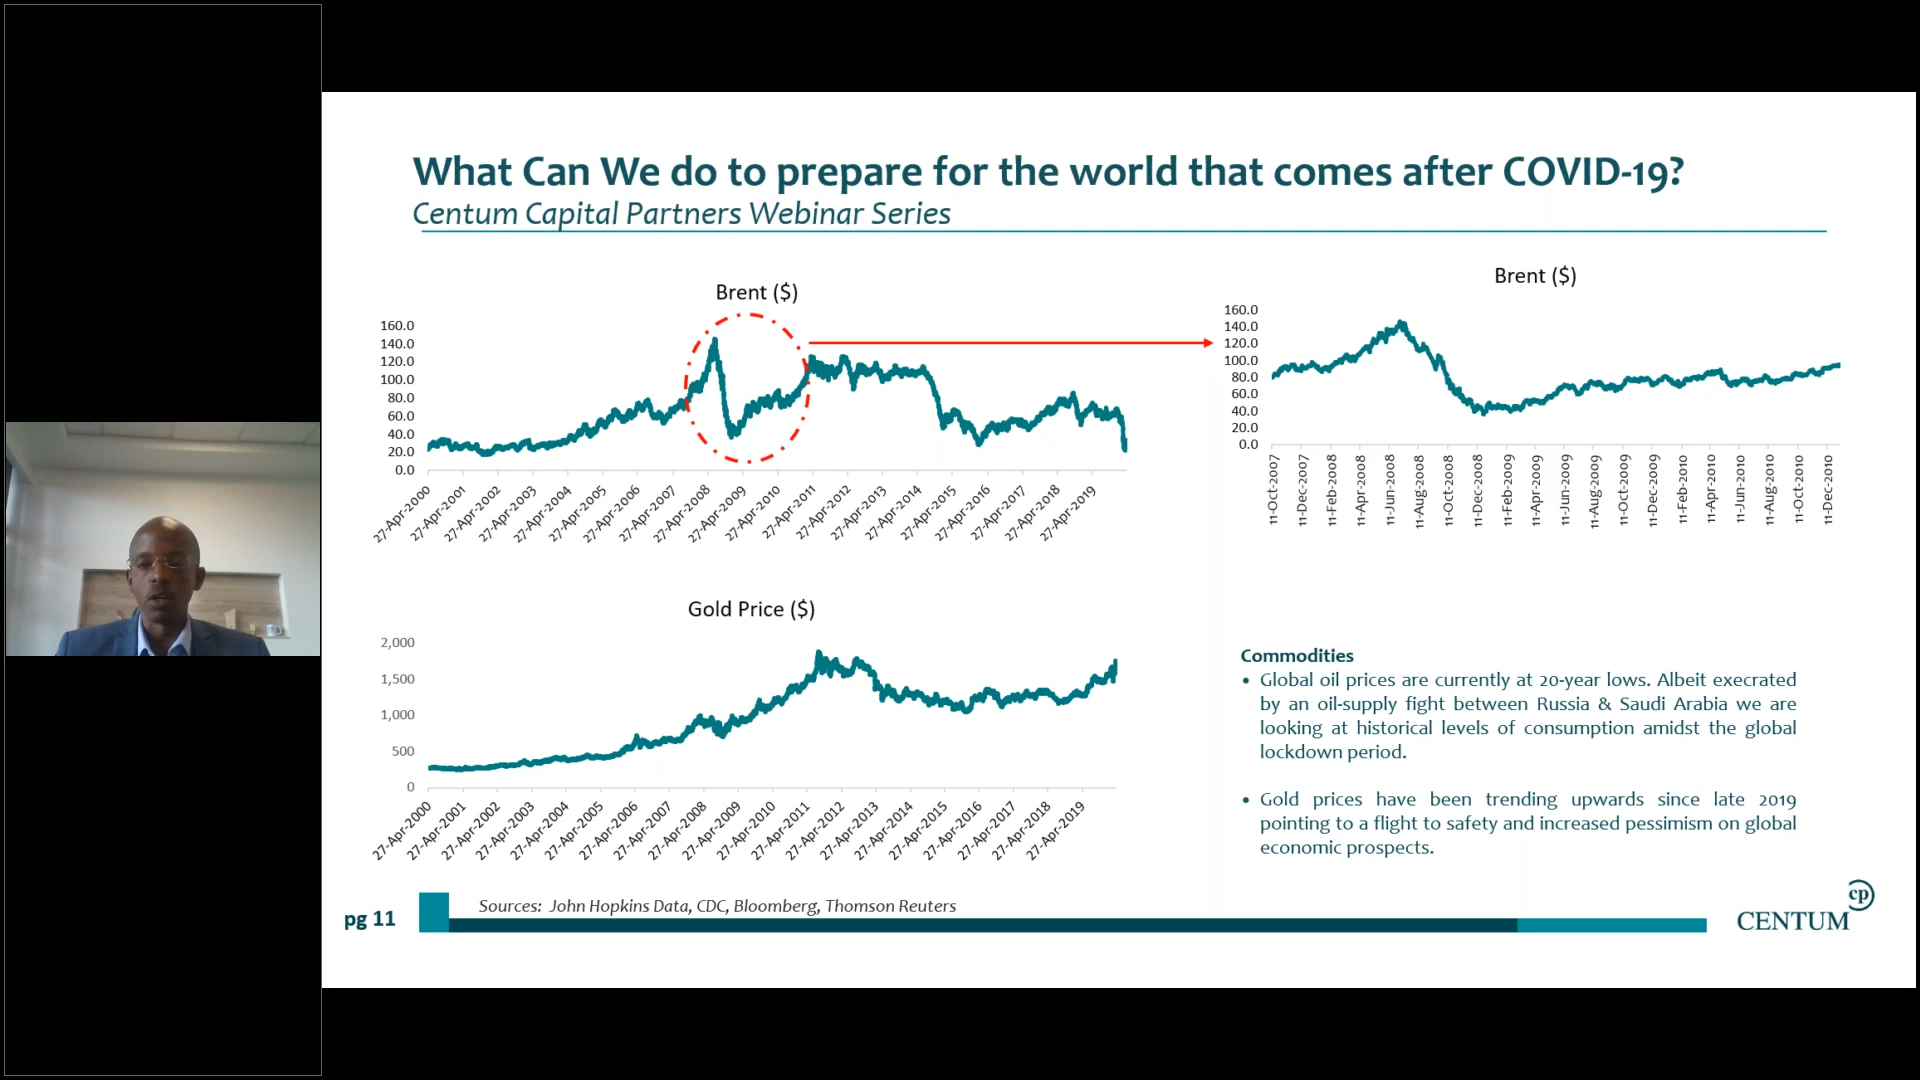 What Can We do to prepare for the world that comes after COVID-19?
Centum Capital Partners Webinar Series
Brent ($)
160.0
140.0
120.0
100.0
80.0
60.0
40.0
20.0
0.0
27-Apr-2000
27-Apr-2001
27-Apr-2002
27-Apr-2003
27-Apr-2004
27-Apr-2005
27-Apr-2006
27-Apr-2007
27-Apr-2008
27-Apr-2009
27-Apr-2010
27-Apr-2011
27-Apr-2012
27-Apr-2013
27-Apr-2014
27-Apr-2015
27-Apr-2016
27-Apr-2017
27-Apr-2018
27-Apr-2019
Brent ($)
160.0
140.0
120.0
100.0
80.0
60.0
40.0
20.0
0.0
11-Oct-2007
11-Dec-2007
11-Feb-2008
11-Apr-2008
11-Jun-2008
11-Aug-2008
11-Oct-2008
11-Dec-2008
11-Feb-2009
11-Apr-2009
11-Jun-2009
11-Aug-2009
11-Oct-2009
11-Dec-2009
11-Feb-2010
11-Apr-2010
11-Jun-2010
11-Aug-2010
11-Oct-2010
11-Dec-2010
Gold Price ($)
2,000
1,500
1,000
500
0
27-Apr-2000
27-Apr-2001
27-Apr-2002
27-Apr-2003
27-Apr-2004
27-Apr-2005
27-Apr-2006
27-Apr-2007
27-Apr-2008
27-Apr-2009
27-Apr-2010
27-Apr-2011
27-Apr-2012
27-Apr-2013
27-Apr-2014
27-Apr-2015
27-Apr-2016
27-Apr-2017
27-Apr-2018
27-Apr-2019
Commodities
• Global oil prices are currently at 20-year lows. Albeit execrated
by an oil-supply fight between Russia & Saudi Arabia we are
looking at historical levels of consumption amidst the global
lockdown period.
• Gold prices have been trending upwards since late 2019
pointing to a flight to safety and increased pessimism on global
economic prospects.
pg 11
Sources: John Hopkins Data, CDC, Bloomberg, Thomson Reuters
cp
CENTUM